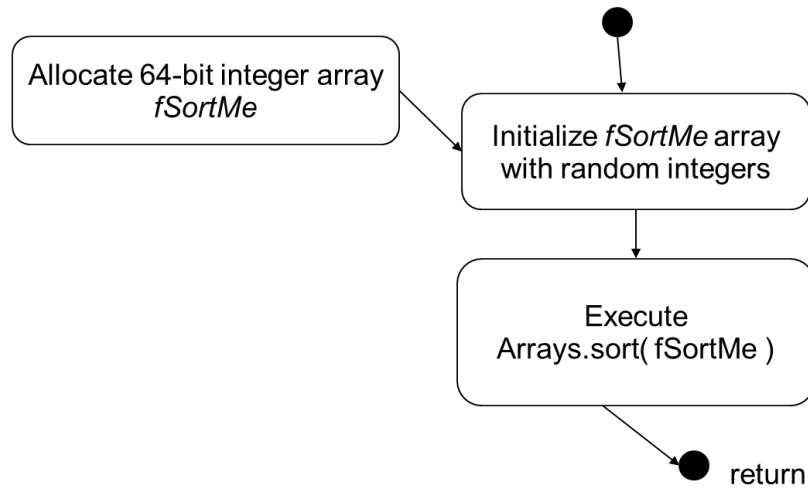 Allocate 64-bit integer array
fSortMe
Initialize fSortMe array
with random integers
Execute
Arrays.sort( fSortMe )
return